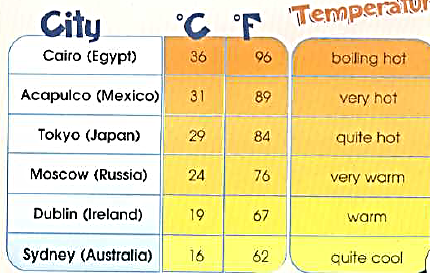 City °C °F Temperatur
Cairo (Egypt) 36 96 boiling hot
Acapulco (Mexico) 31 89 very hot
Tokyo (Japan) 29 84 quite hot
Moscow (Russia) 24 76 very warm
Dublin (Ireland) 19 67 warm
Sydney (Australia) 16 62 quite cool